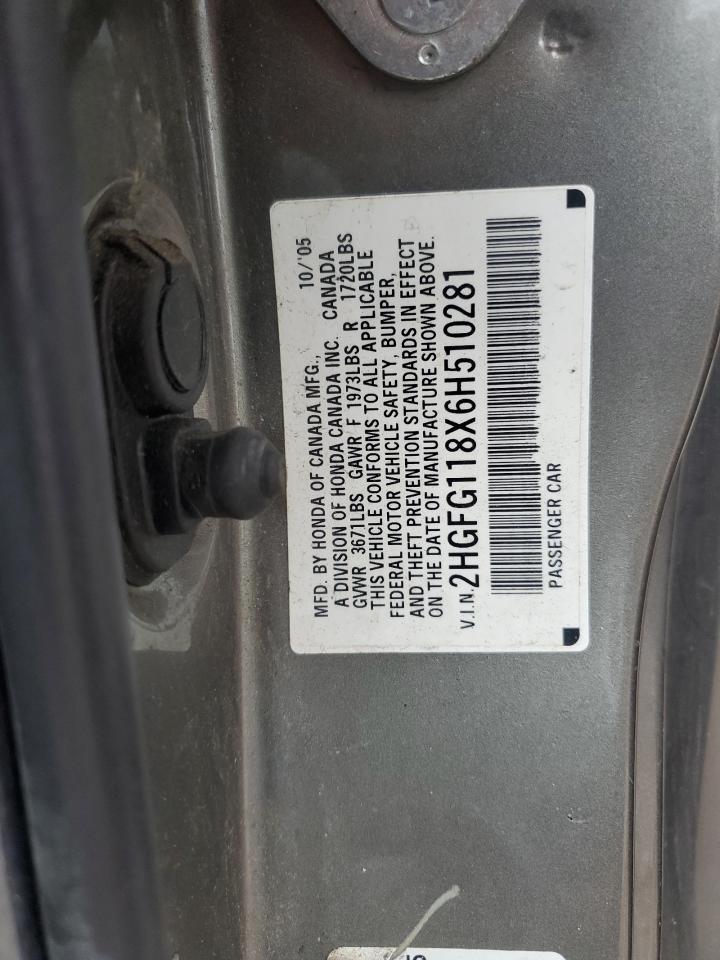 MFD. BY HONDA OF CANADA MFG., 10/'05
A DIVISION OF HONDA CANADA INC. CANADA
GVWR 3671LBS GAWR F 1973LBS R 1720LBS
THIS VEHICLE CONFORMS TO ALL APPLICABLE
FEDERAL MOTOR VEHICLE SAFETY, BUMPER,
AND THEFT PREVENTION STANDARDS IN EFFECT
ON THE DATE OF MANUFACTURE SHOWN ABOVE.
V.I.N. 2HGFG118X6H510281
PASSENGER CAR